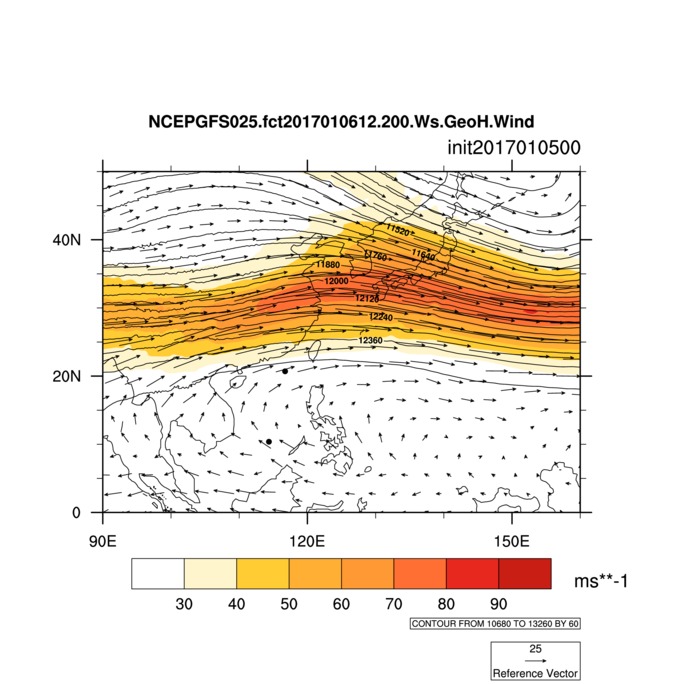 NCEPGFS025.fct2017010612.200.Ws.GeoH.Wind
init2017010500
40N
20N
0
90E
120E
150E
11520
11760
11640
11880
12000
12120
12240
12360
30
40
50
60
70
80
90
ms**-1
CONTOUR FROM 10680 TO 13260 BY 60
25
Reference Vector